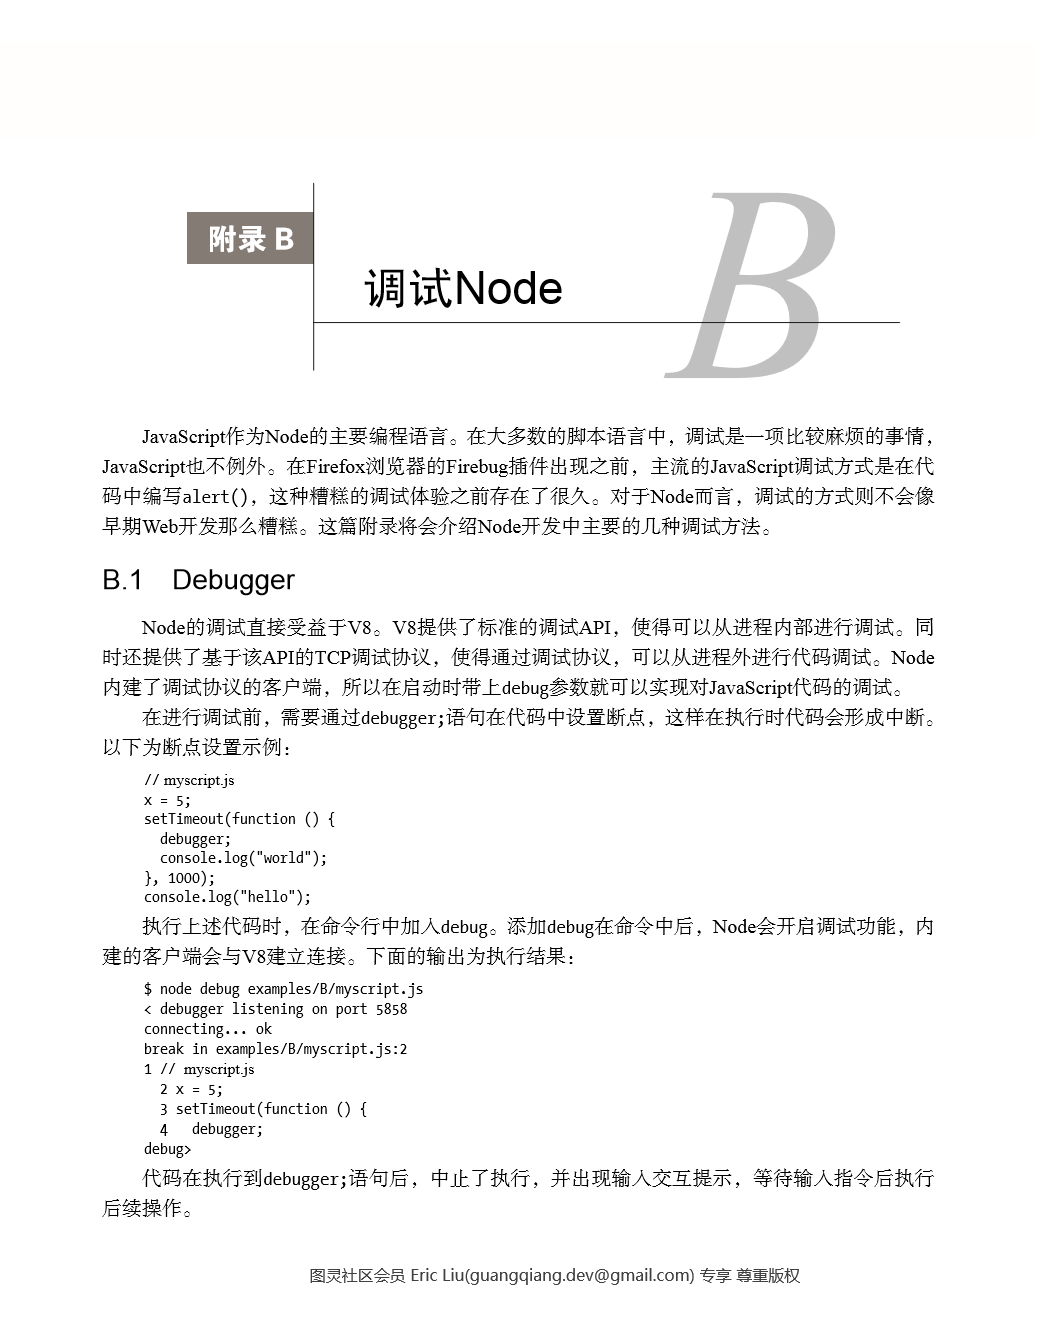 附录 B
调试Node
B
JavaScript作为Node的主要编程语言。在大多数的脚本语言中，调试是一项比较麻烦的事情，
JavaScript也不例外。在Firefox浏览器的Firebug插件出现之前，主流的JavaScript调试方式是在代
码中编写alert()，这种糟糕的调试体验之前存在了很久。对于Node而言，调试的方式则不会像
早期Web开发那么糟糕。这篇附录将会介绍Node开发中主要的几种调试方法。
B.1 Debugger
Node的调试直接受益于V8。V8提供了标准的调试API，使得可以从进程内部进行调试。同
时还提供了基于该API的TCP调试协议，使得通过调试协议，可以从进程外进行代码调试。Node
内建了调试协议的客户端，所以在启动时带上debug参数就可以实现对JavaScript代码的调试。
在进行调试前，需要通过debugger;语句在代码中设置断点，这样在执行时代码会形成中断。
以下为断点设置示例：
// myscript.js
x = 5;
setTimeout(function () {
  debugger;
  console.log("world");
}, 1000);
console.log("hello");
执行上述代码时，在命令行中加入debug。添加debug在命令中后，Node会开启调试功能，内
建的客户端会与V8建立连接。下面的输出为执行结果：
$ node debug examples/B/myscript.js
< debugger listening on port 5858
connecting... ok
break in examples/B/myscript.js:2
1 // myscript.js
  2 x = 5;
  3 setTimeout(function () {
  4   debugger;
debug>
代码在执行到debugger;语句后，中止了执行，并出现输入交互提示，等待输入指令后执行
后续操作。
图灵社区会员 Eric Liu(guangqiang.dev@gmail.com) 专享 尊重版权